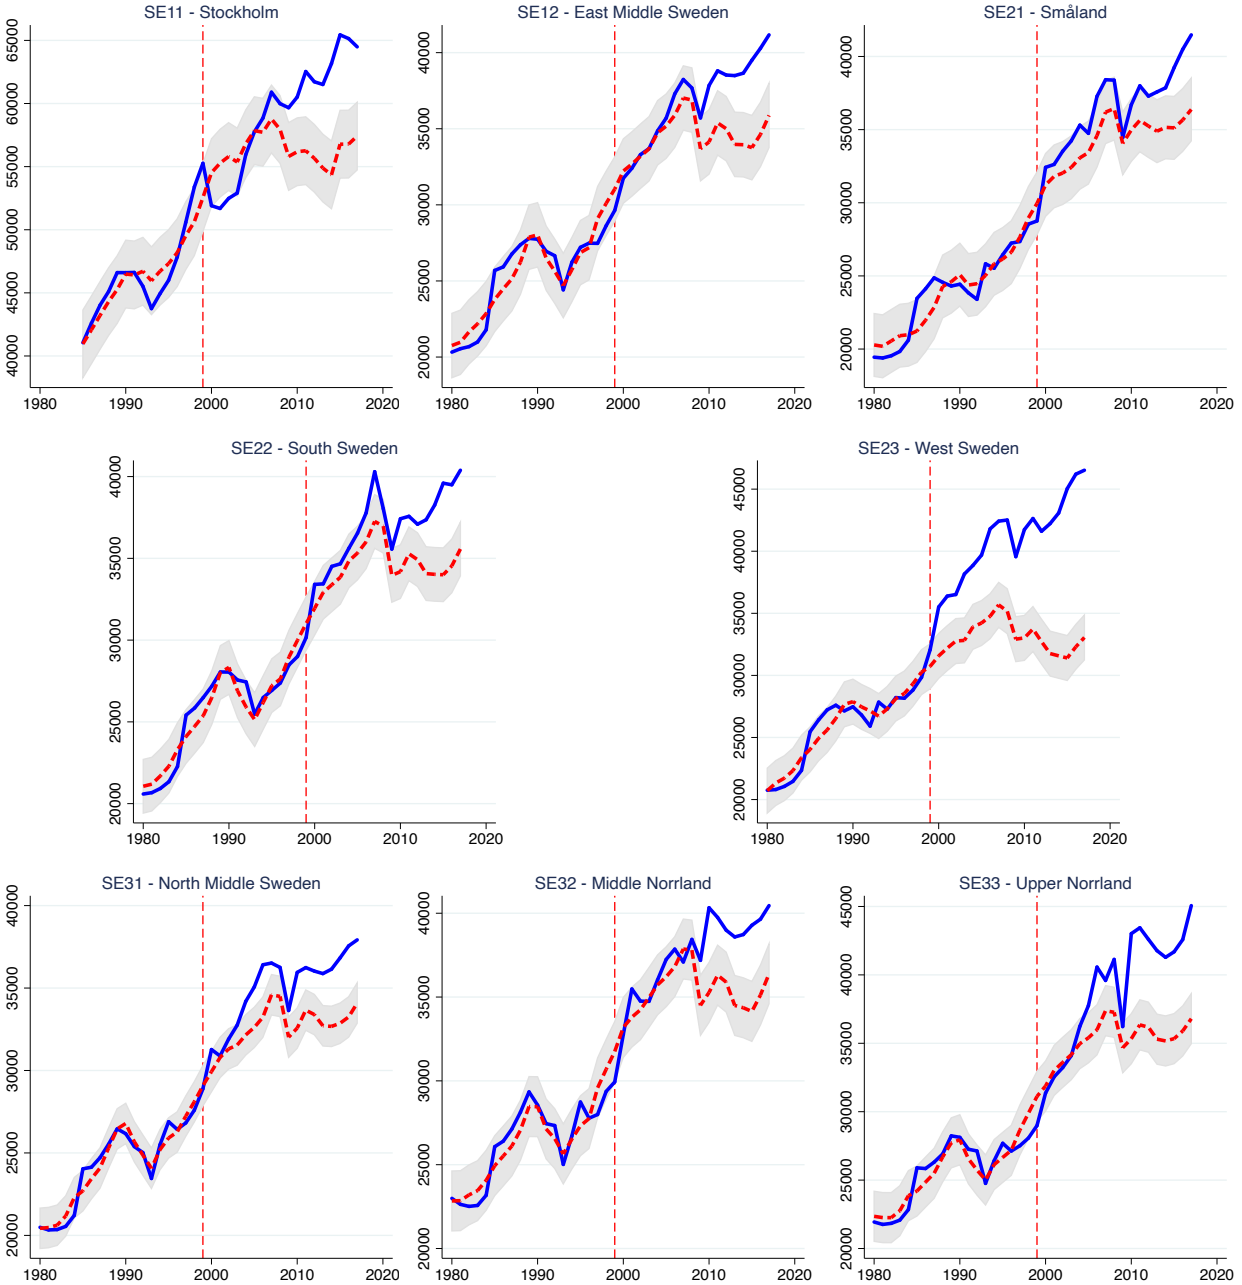 SE11 - Stockholm
65000
60000
55000
50000
45000
40000
1980 1990 2000 2010 2020
SE12 - East Middle Sweden
40000
35000
30000
25000
20000
1980 1990 2000 2010 2020
SE21 - Småland
40000
35000
30000
25000
20000
1980 1990 2000 2010 2020
SE22 - South Sweden
40000
35000
30000
25000
20000
1980 1990 2000 2010 2020
SE23 - West Sweden
45000
40000
35000
30000
25000
20000
1980 1990 2000 2010 2020
SE31 - North Middle Sweden
40000
35000
30000
25000
20000
1980 1990 2000 2010 2020
SE32 - Middle Norrland
40000
35000
30000
25000
20000
1980 1990 2000 2010 2020
SE33 - Upper Norrland
45000
40000
35000
30000
25000
20000
1980 1990 2000 2010 2020